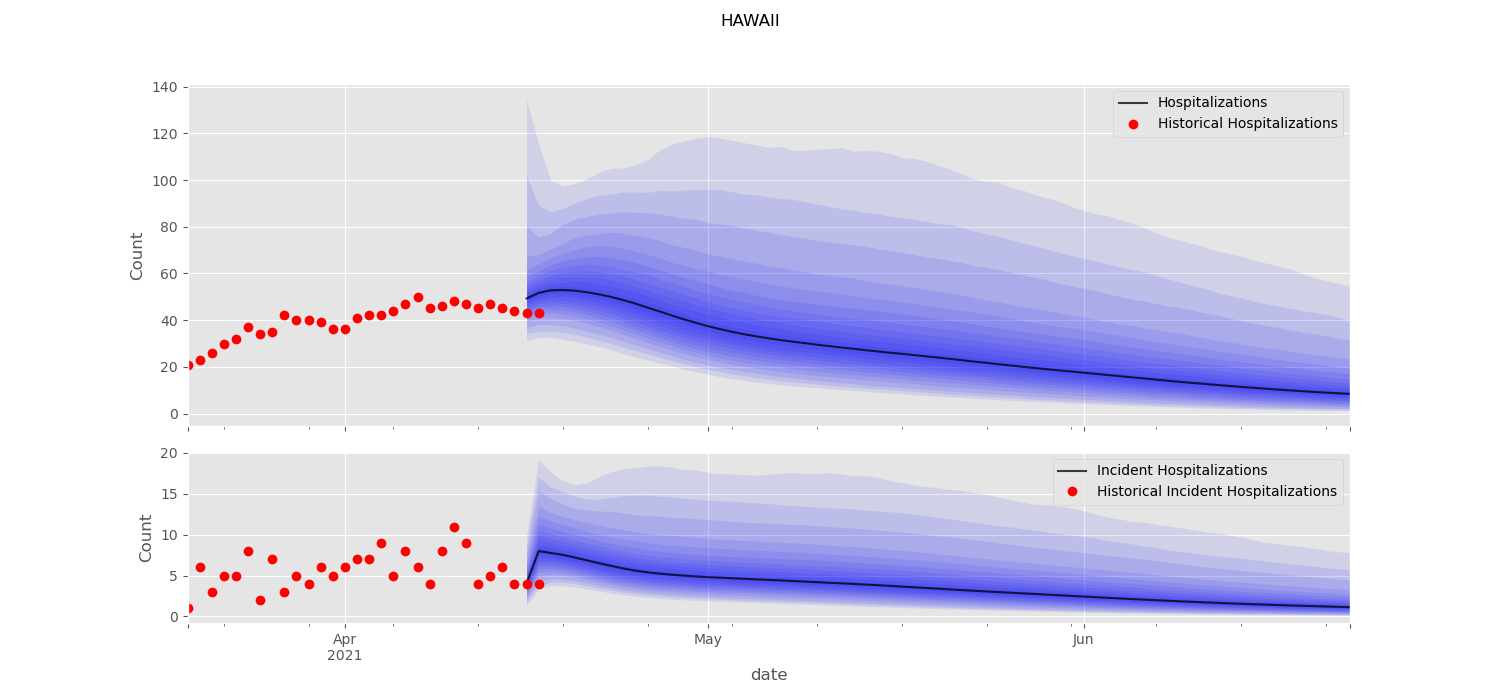 HAWAII
140
120
100
80
60
40
20
0
Count
Hospitalizations
Historical Hospitalizations
20
15
10
5
0
Count
Incident Hospitalizations
Historical Incident Hospitalizations
Apr
2021
May
Jun
date